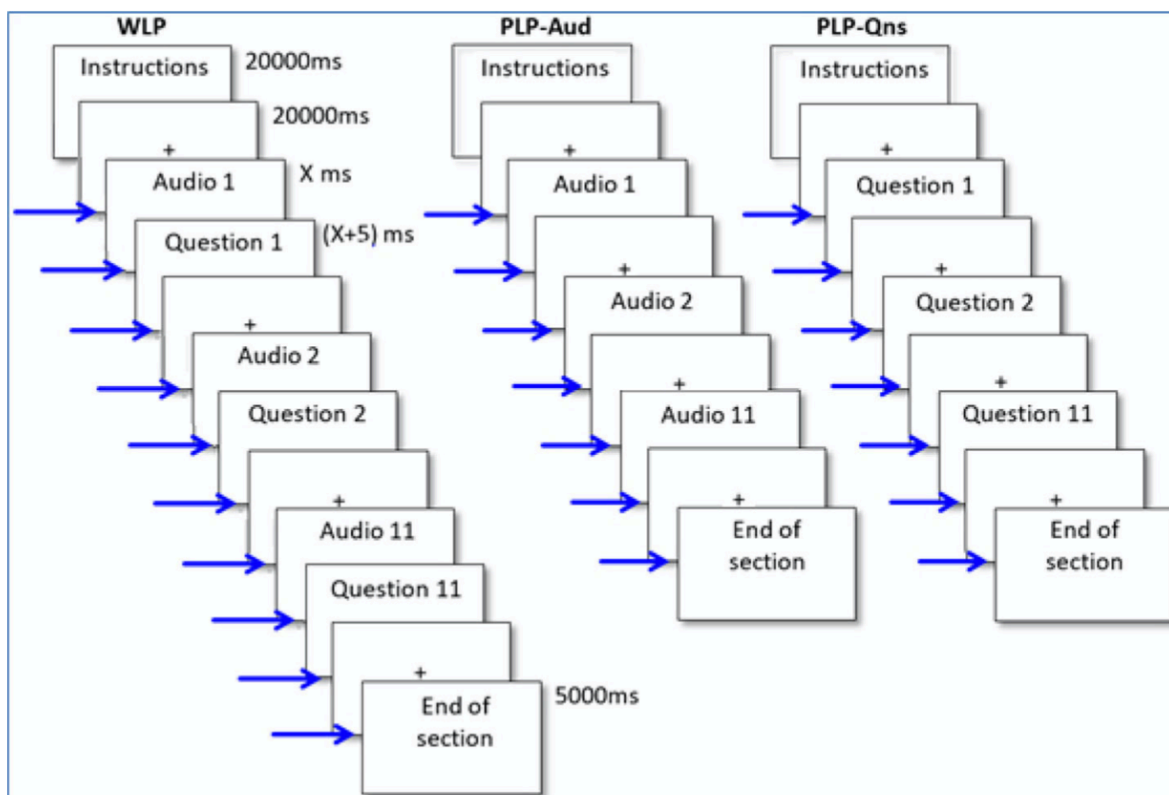 WLP
Instructions
20000ms
+
20000ms
Audio 1
X ms
Question 1
(X+5) ms
+
Audio 2
Question 2
+
Audio 11
Question 11
+
End of
section
5000ms
PLP-Aud
Instructions
+
Audio 1
+
Audio 2
+
Audio 11
+
End of
section
PLP-Qns
Instructions
+
Question 1
+
Question 2
+
Question 11
+
End of
section